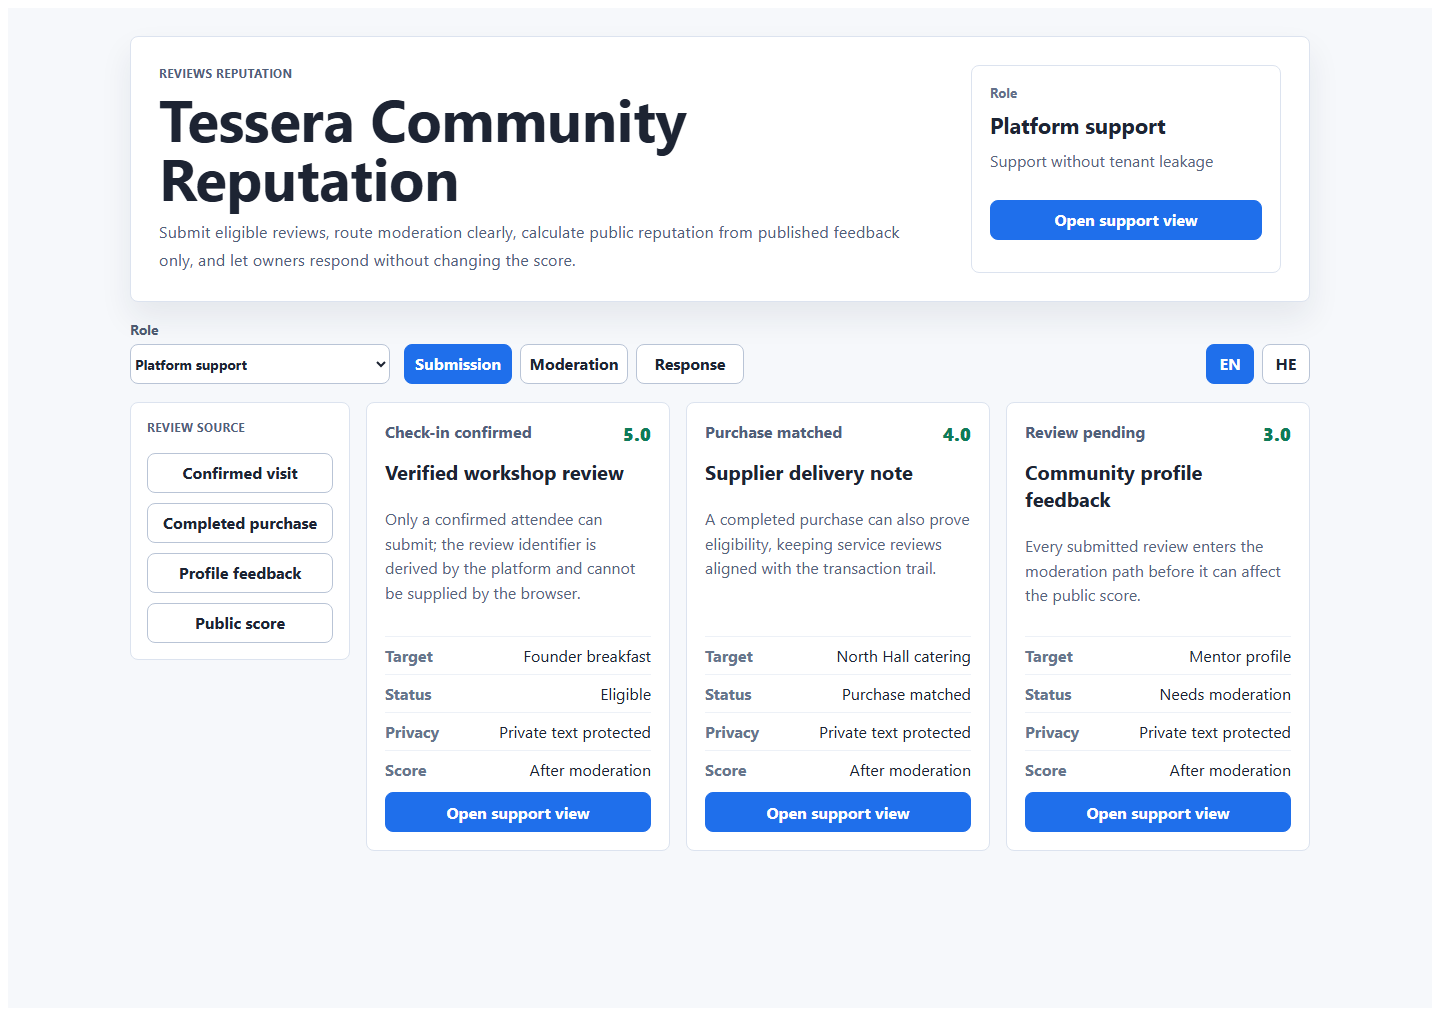 REVIEWS REPUTATION
Tessera Community
Reputation
Submit eligible reviews, route moderation clearly, calculate public reputation from published feedback
only, and let owners respond without changing the score.
Role
Platform support
Support without tenant leakage
Open support view
Role
Platform support
Submission
Moderation
Response
EN
HE
REVIEW SOURCE
Confirmed visit
Completed purchase
Profile feedback
Public score
Check-in confirmed
5.0
Verified workshop review
Only a confirmed attendee can
submit; the review identifier is
derived by the platform and cannot
be supplied by the browser.
Target
Founder breakfast
Status
Eligible
Privacy
Private text protected
Score
After moderation
Open support view
Purchase matched
4.0
Supplier delivery note
A completed purchase can also prove
eligibility, keeping service reviews
aligned with the transaction trail.
Target
North Hall catering
Status
Purchase matched
Privacy
Private text protected
Score
After moderation
Open support view
Review pending
3.0
Community profile
feedback
Every submitted review enters the
moderation path before it can affect
the public score.
Target
Mentor profile
Status
Needs moderation
Privacy
Private text protected
Score
After moderation
Open support view